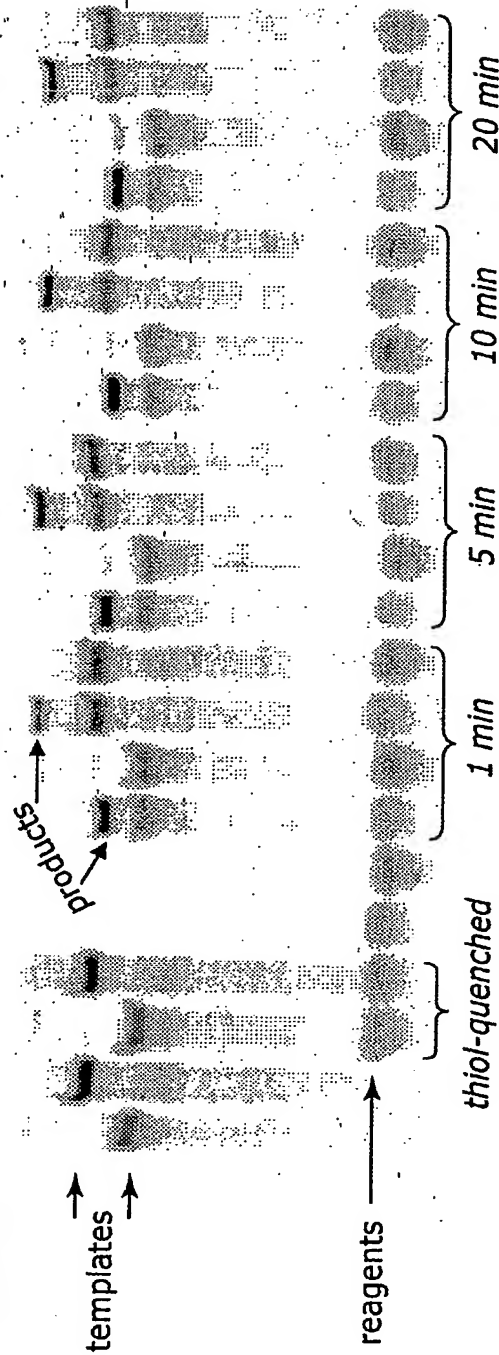 templates
products
reagents
thiol-quenched
1 min
5 min
10 min
20 min